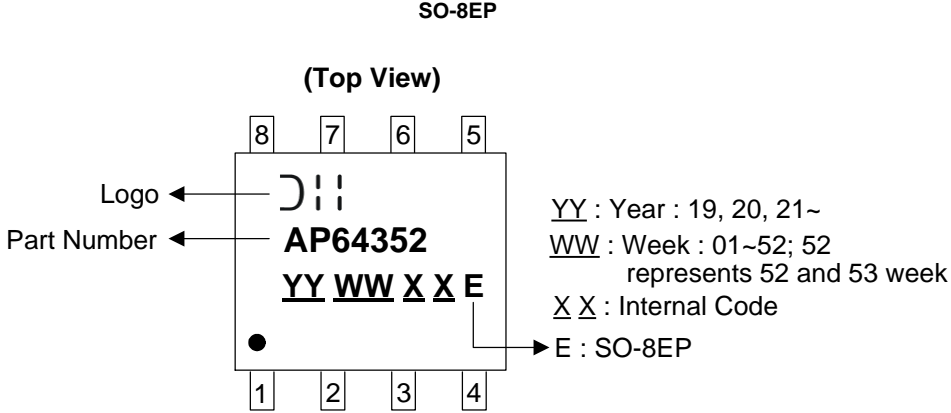 SO-8EP
(Top View)
8 7 6 5
Logo
Part Number
AP64352
YY WW X X E
YY : Year : 19, 20, 21~
WW : Week : 01~52; 52
represents 52 and 53 week
X X : Internal Code
E : SO-8EP
1 2 3 4